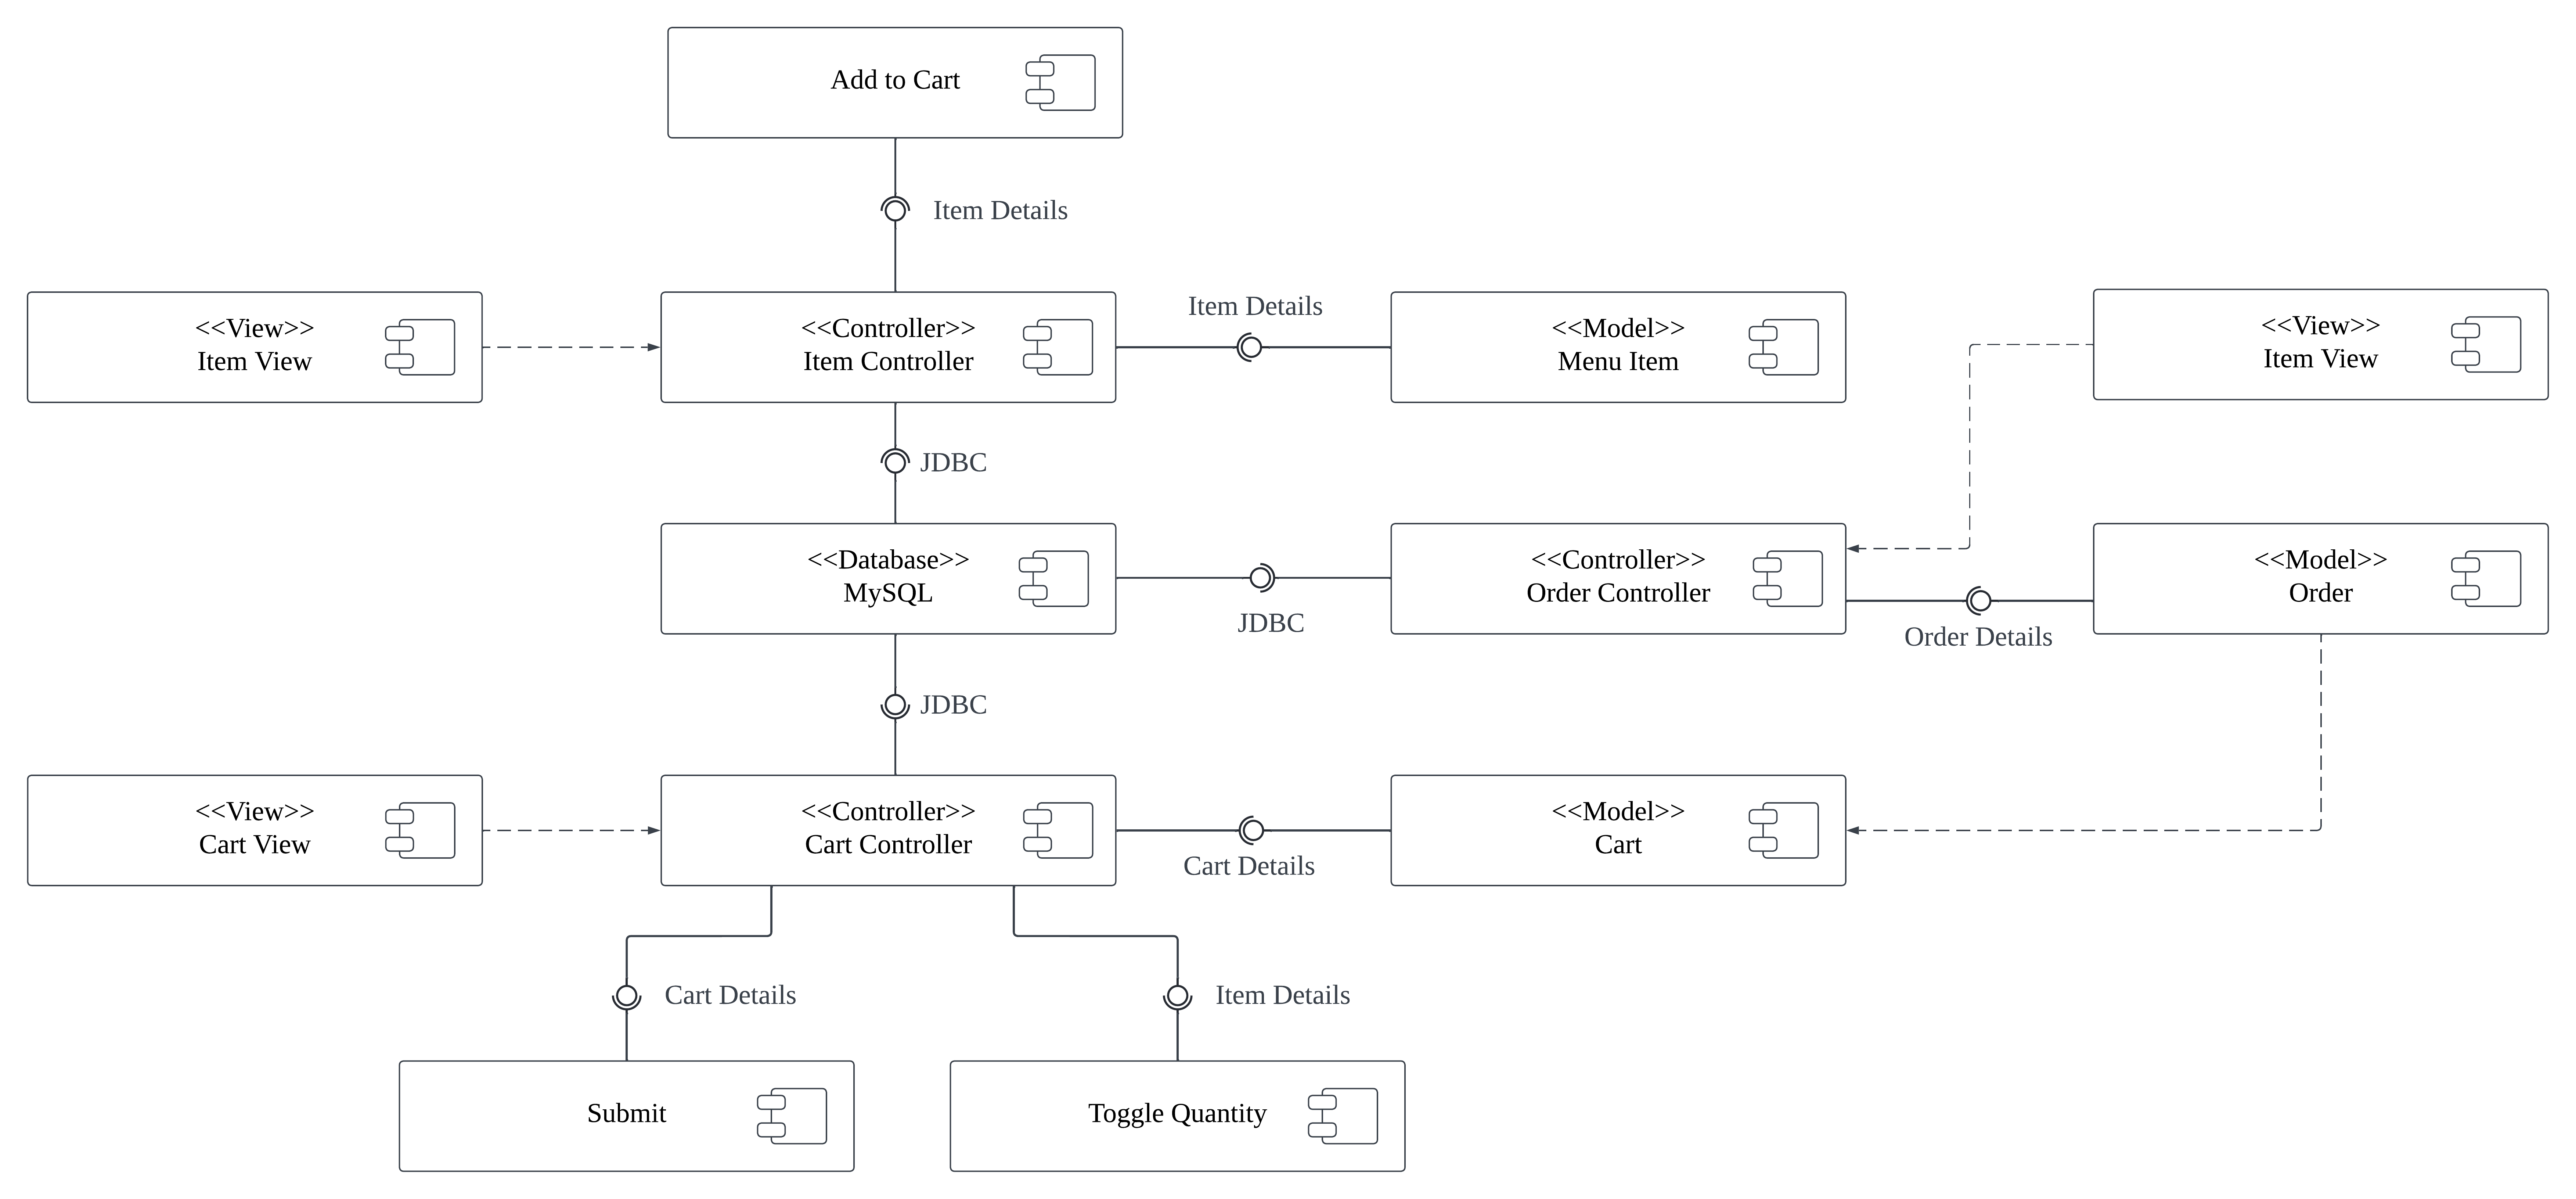 Add to Cart
Item Details
Item Details
<<View>>
Item View
<<Controller>>
Item Controller
<<Model>>
Menu Item
<<View>>
Item View
JDBC
<<Database>>
MySQL
JDBC
<<Controller>>
Order Controller
Order Details
<<Model>>
Order
JDBC
<<View>>
Cart View
<<Controller>>
Cart Controller
Cart Details
<<Model>>
Cart
Cart Details
Item Details
Submit
Toggle Quantity